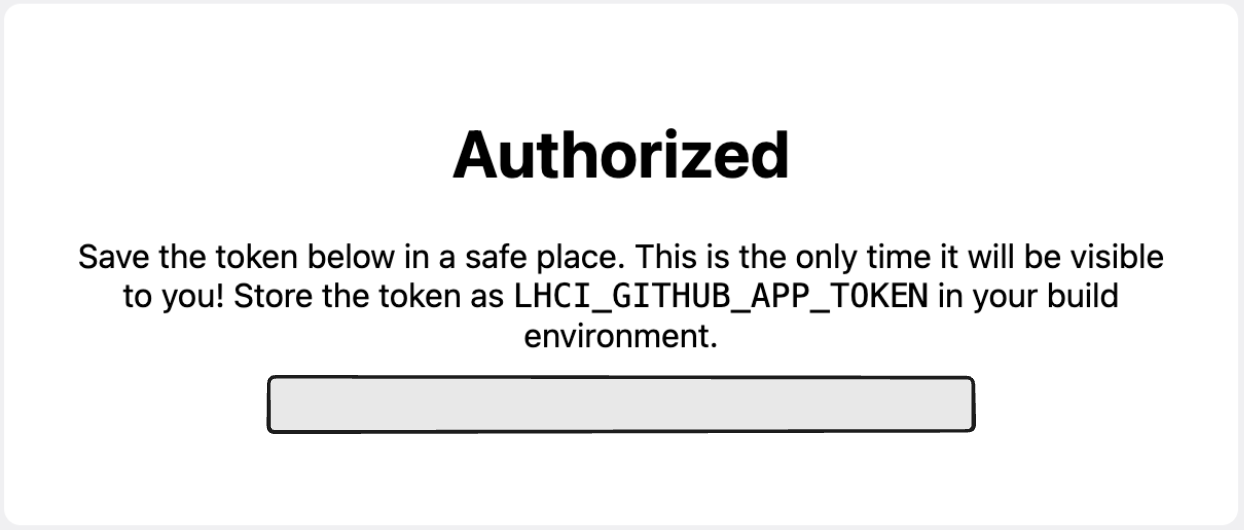 Authorized
Save the token below in a safe place. This is the only time it will be visible
to you! Store the token as LHCI_GITHUB_APP_TOKEN in your build
environment.